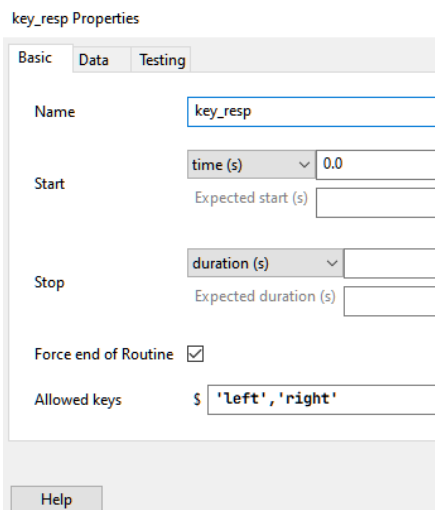 key_resp Properties
Basic Data Testing
Name key_resp
Start time (s) 0.0
Expected start (s)
Stop duration (s)
Expected duration (s)
Force end of Routine
Allowed keys $ 'left','right'
Help